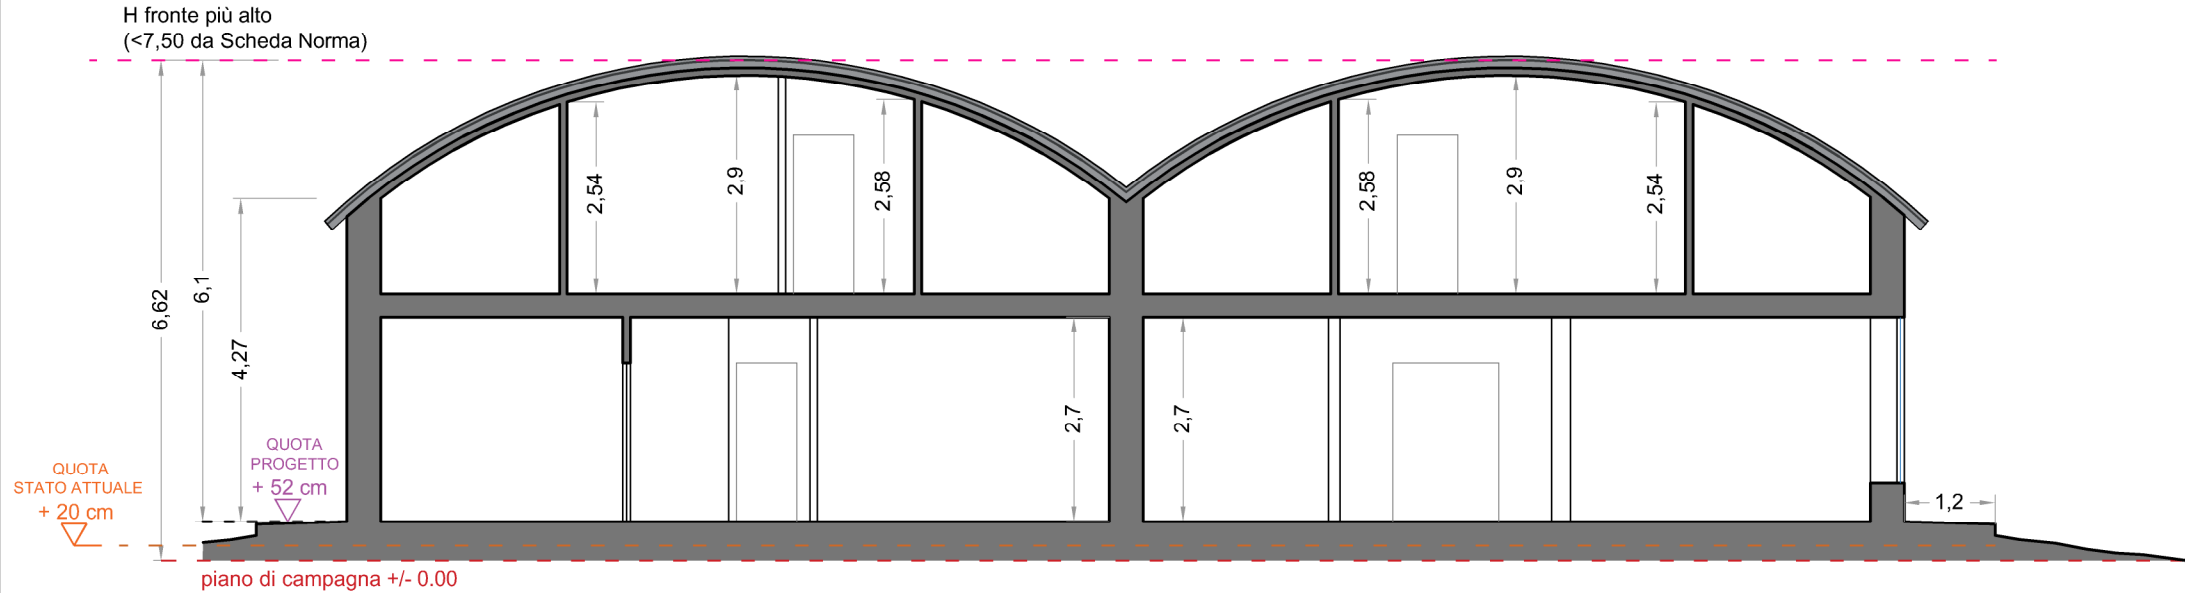 H fronte più alto
(<7,50 da Scheda Norma)
2,54
2,9
2,58
2,58
2,9
2,54
6,62
6,1
4,27
2,7
2,7
QUOTA
PROGETTO
+ 52 cm
QUOTA
STATO ATTUALE
+ 20 cm
1,2
piano di campagna +/- 0.00